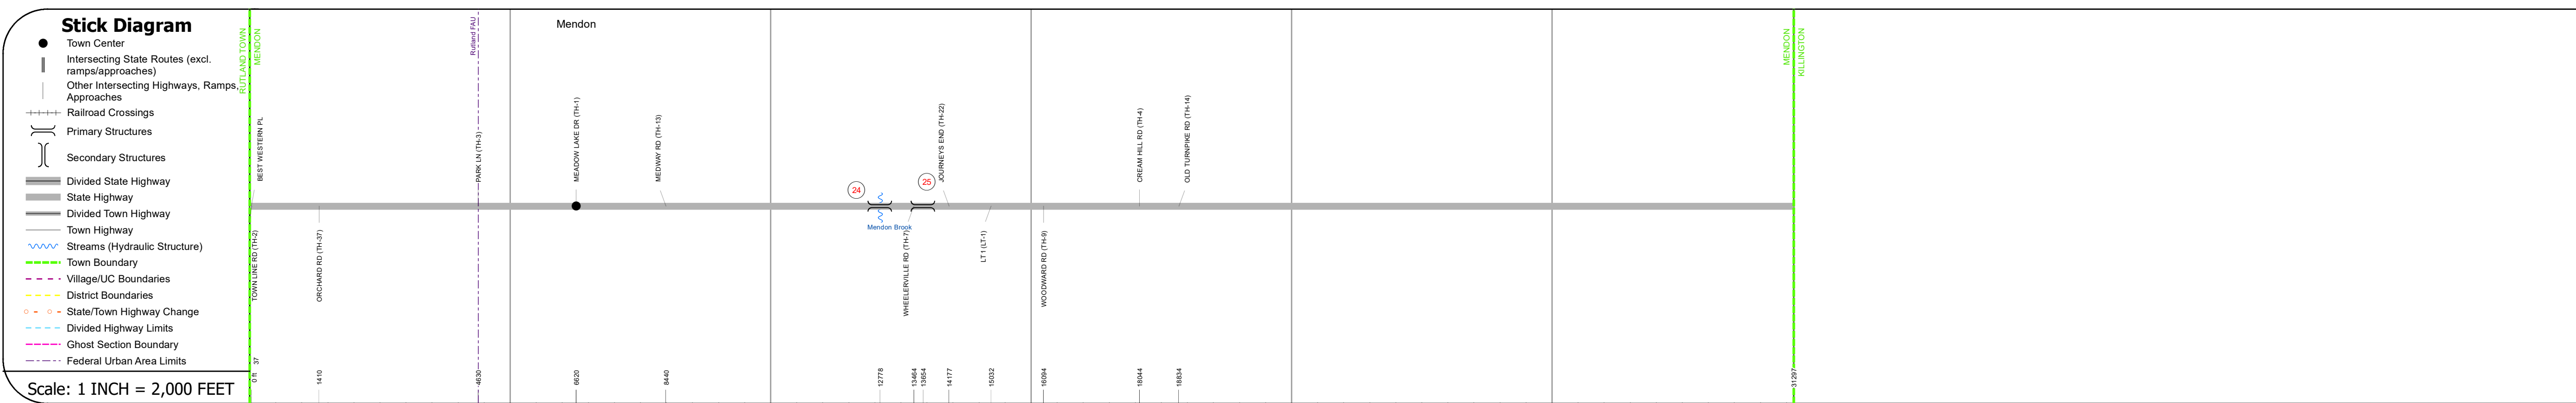 Stick Diagram
Town Center
Intersecting State Routes (excl.
ramps/approaches)
Other Intersecting Highways, Ramps,
Approaches
Railroad Crossings
Primary Structures
Secondary Structures
Divided State Highway
State Highway
Divided Town Highway
Town Highway
Streams (Hydraulic Structure)
Town Boundary
Village/UC Boundaries
District Boundaries
State/Town Highway Change
Divided Highway Limits
Ghost Section Boundary
Federal Urban Area Limits
Scale: 1 INCH = 2,000 FEET
RUTLAND TOWN
MENDON
Rutland FAU
Mendon
MENDON
KILLINGTON
BEST WESTERN PL
PARK LN (TH-3)
MEADOW LAKE DR (TH-1)
MEDWAY RD (TH-13)
24
25
JOURNEYS END (TH-22)
CREAM HILL RD (TH-4)
OLD TURNPIKE RD (TH-14)
Mendon Brook
TOWN LINE RD (TH-2)
ORCHARD RD (TH-37)
WHEELERVILLE RD (TH-7)
LT 1 (LT-1)
WOODWARD RD (TH-9)
0 ft
37
1410
4630
6620
8440
12778
13464
13654
14177
15032
16094
18044
18834
31297